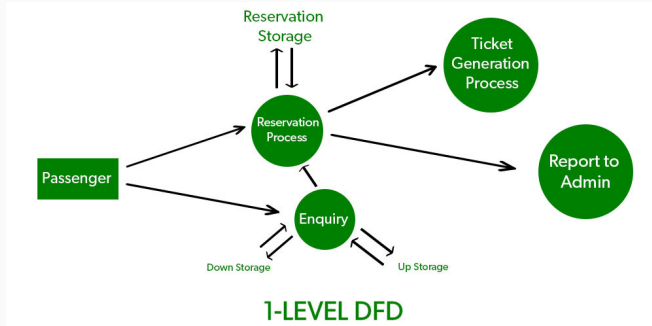 Reservation
Storage
Ticket
Generation
Process
Reservation
Process
Report to
Admin
Passenger
Enquiry
Down Storage
Up Storage
1-LEVEL DFD